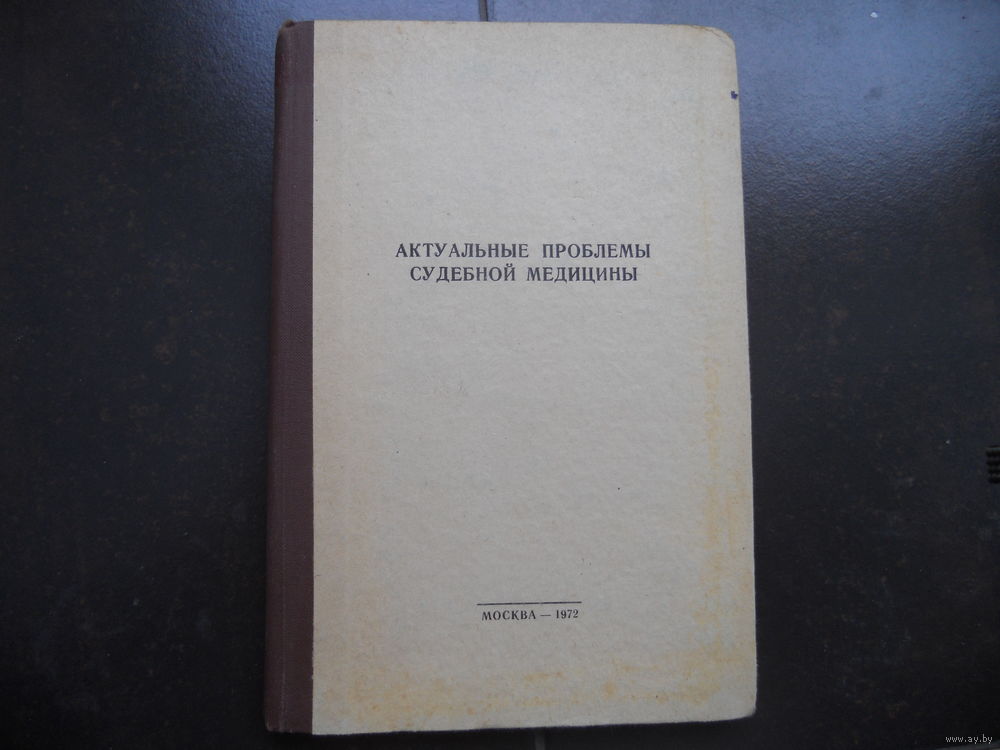 АКТУАЛЬНЫЕ ПРОБЛЕМЫ
СУДЕБНОЙ МЕДИЦИНЫ
МОСКВА — 1972
www.ay.by